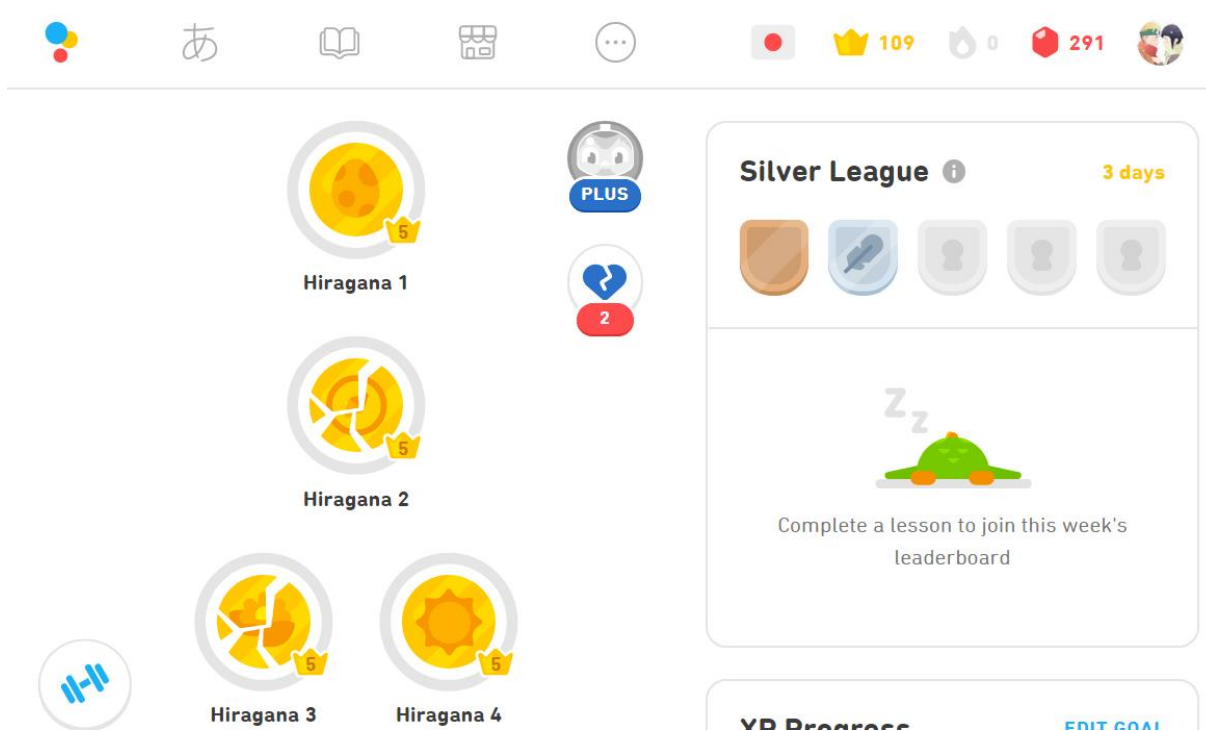 あ
109
0
291
5
Hiragana 1
PLUS
2
5
Hiragana 2
5
Hiragana 3
5
Hiragana 4
Silver League
3 days
Z
z
Complete a lesson to join this week's
leaderboard
XP Progress
EDIT GOAL